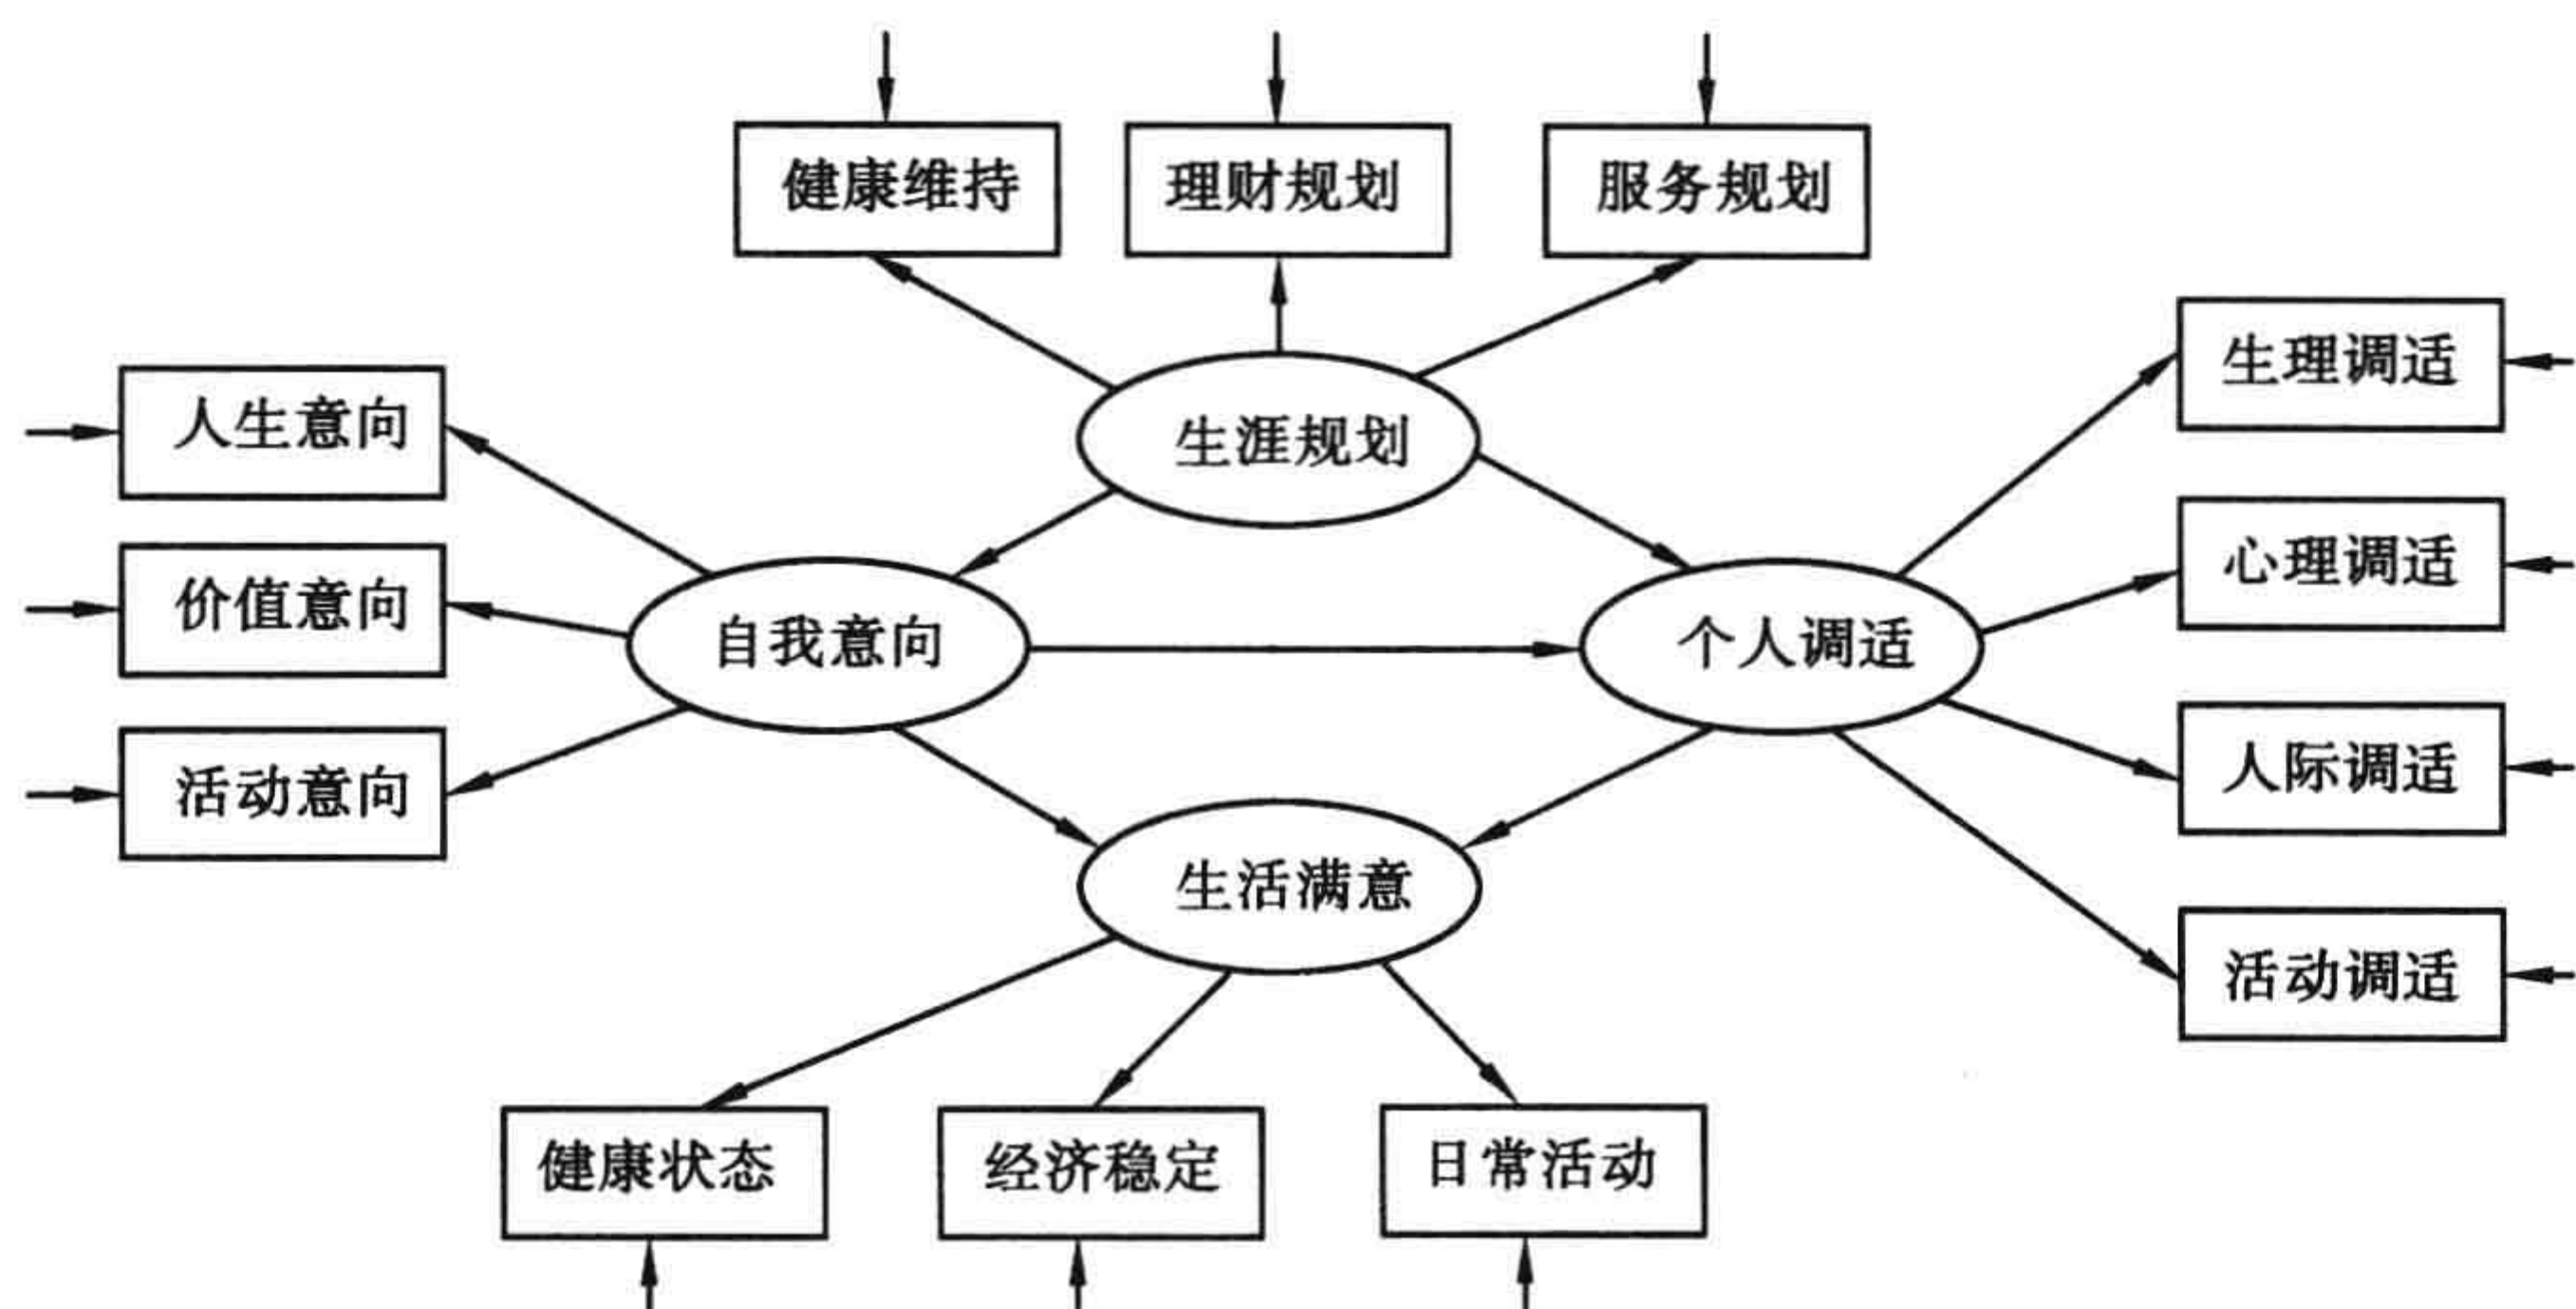 健康维持
理财规划
服务规划
生理调适
人生意向
生涯规划
心理调适
价值意向
自我意向
个人调适
人际调适
活动意向
生活满意
活动调适
健康状态
经济稳定
日常活动